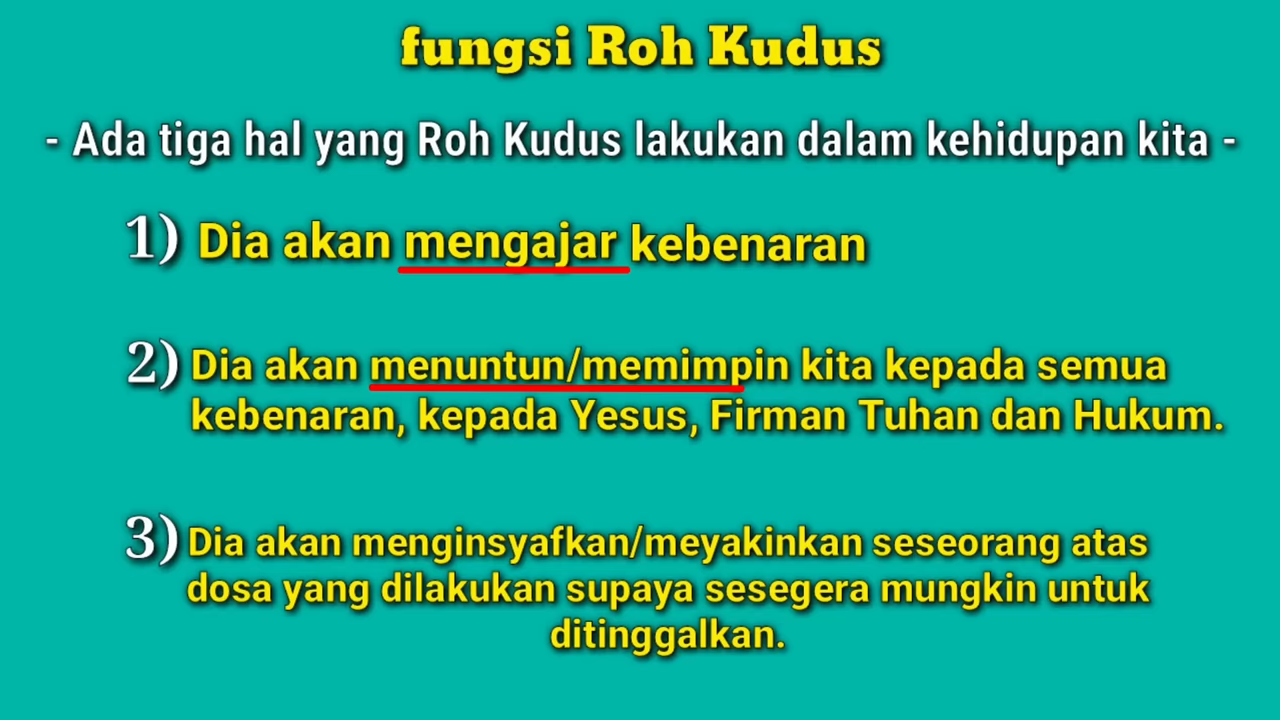 fungsi Roh Kudus
- Ada tiga hal yang Roh Kudus lakukan dalam kehidupan kita -
1) Dia akan mengajar kebenaran
2) Dia akan menuntun/memimpin kita kepada semua
kebenaran, kepada Yesus, Firman Tuhan dan Hukum.
3) Dia akan menginsyafkan/meyakinkan seseorang atas
dosa yang dilakukan supaya sesegera mungkin untuk
ditinggalkan.